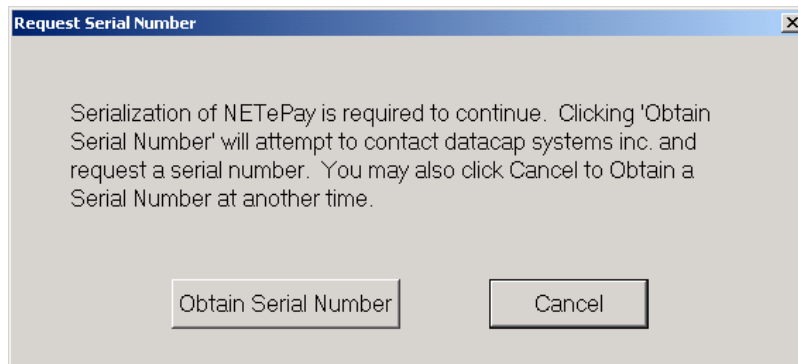 Request Serial Number
Serialization of NETePay is required to continue. Clicking 'Obtain
Serial Number' will attempt to contact datacap systems inc. and
request a serial number. You may also click Cancel to Obtain a
Serial Number at another time.
Obtain Serial Number
Cancel